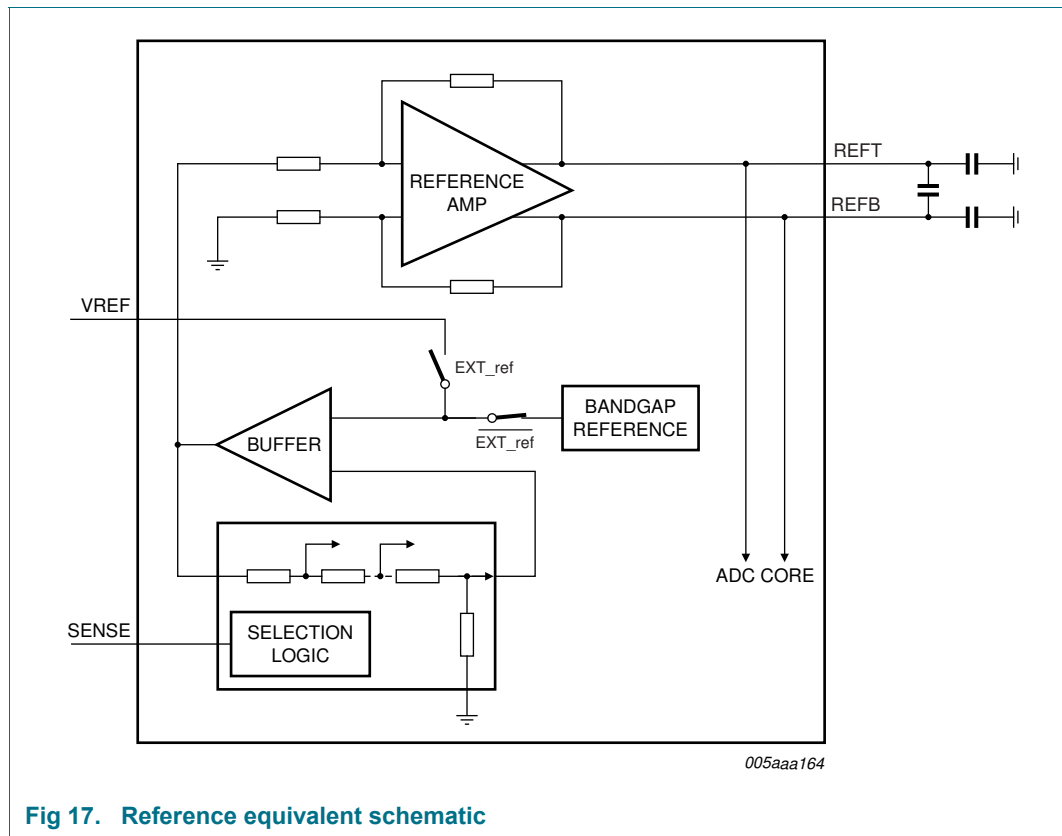 REFERENCE
AMP
REFT
REFB
VREF
EXT_ref
BANDGAP
REFERENCE
EXT_ref
BUFFER
ADC CORE
SENSE
SELECTION
LOGIC
005aaa164
Fig 17. Reference equivalent schematic